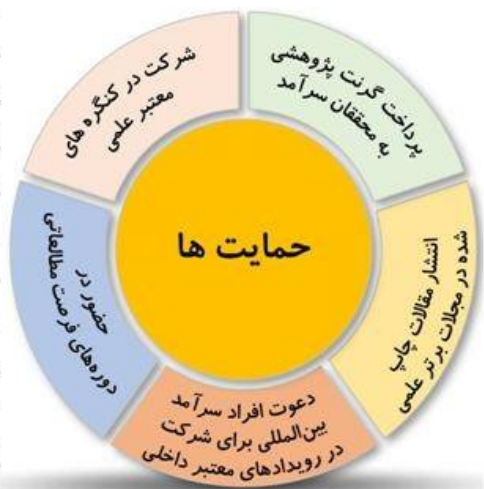 حمایت ها
پرداخت گرنت پژوهشی
به محققان سرآمد
انتشار مقالات چاپ
شده در مجلات برتر علمی
دعوت افراد سرآمد
بین‌المللی برای شرکت
در رویدادهای معتبر داخلی
حضور در
دوره‌های فرصت مطالعاتی
شرکت در کنگره های
معتبر علمی